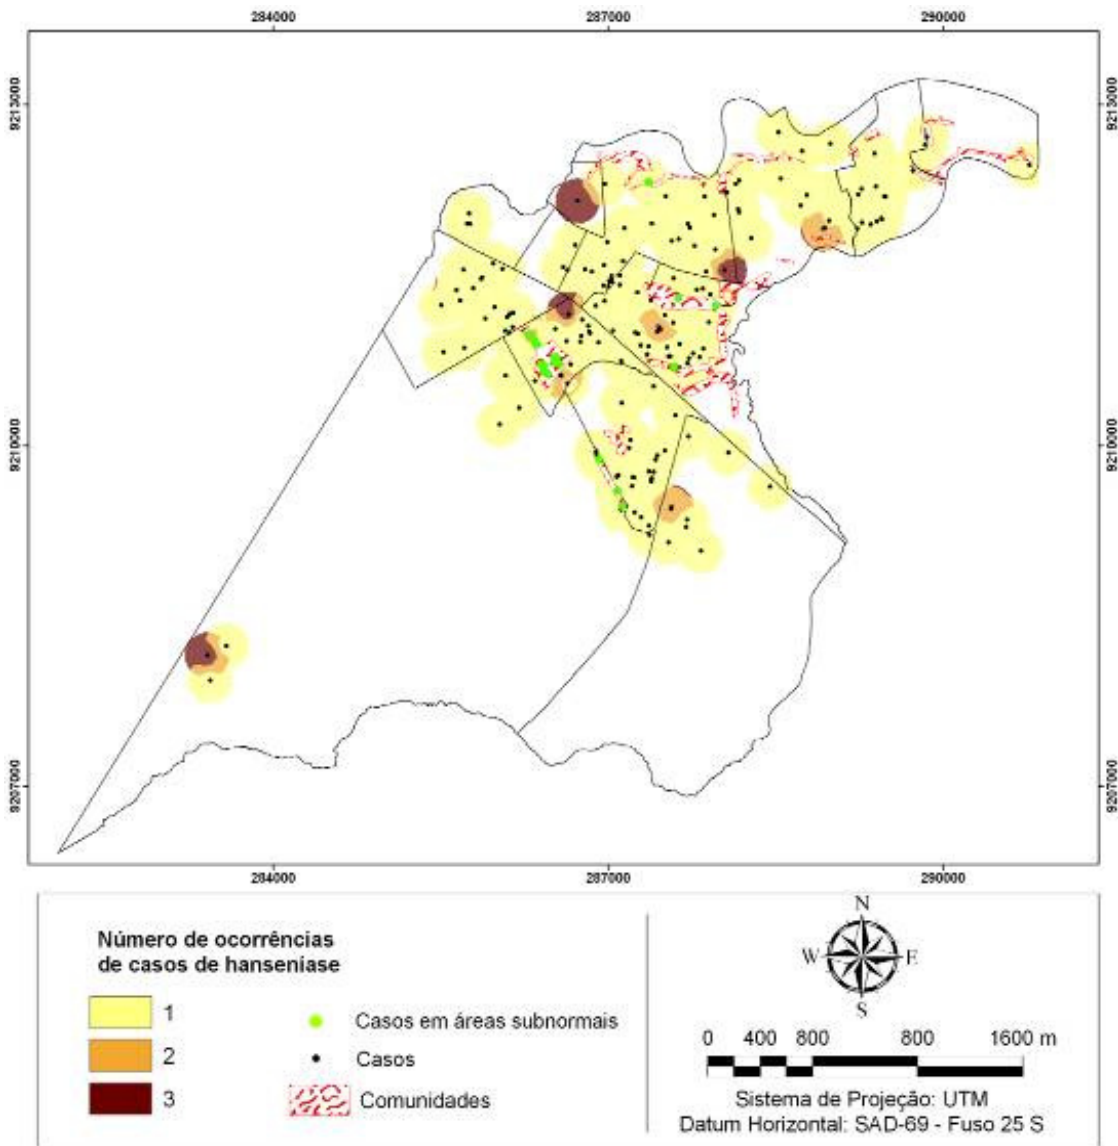 284000 287000 290000
9213000 9213000
9210000 9210000
9207000 9207000
284000 287000 290000
Número de ocorrências
de casos de hanseníase
1
2
3
Casos em áreas subnormais
Casos
Comunidades
N
W E
S
0 400 800 800 1600 m
Sistema de Projeção: UTM
Datum Horizontal: SAD-69 - Fuso 25 S